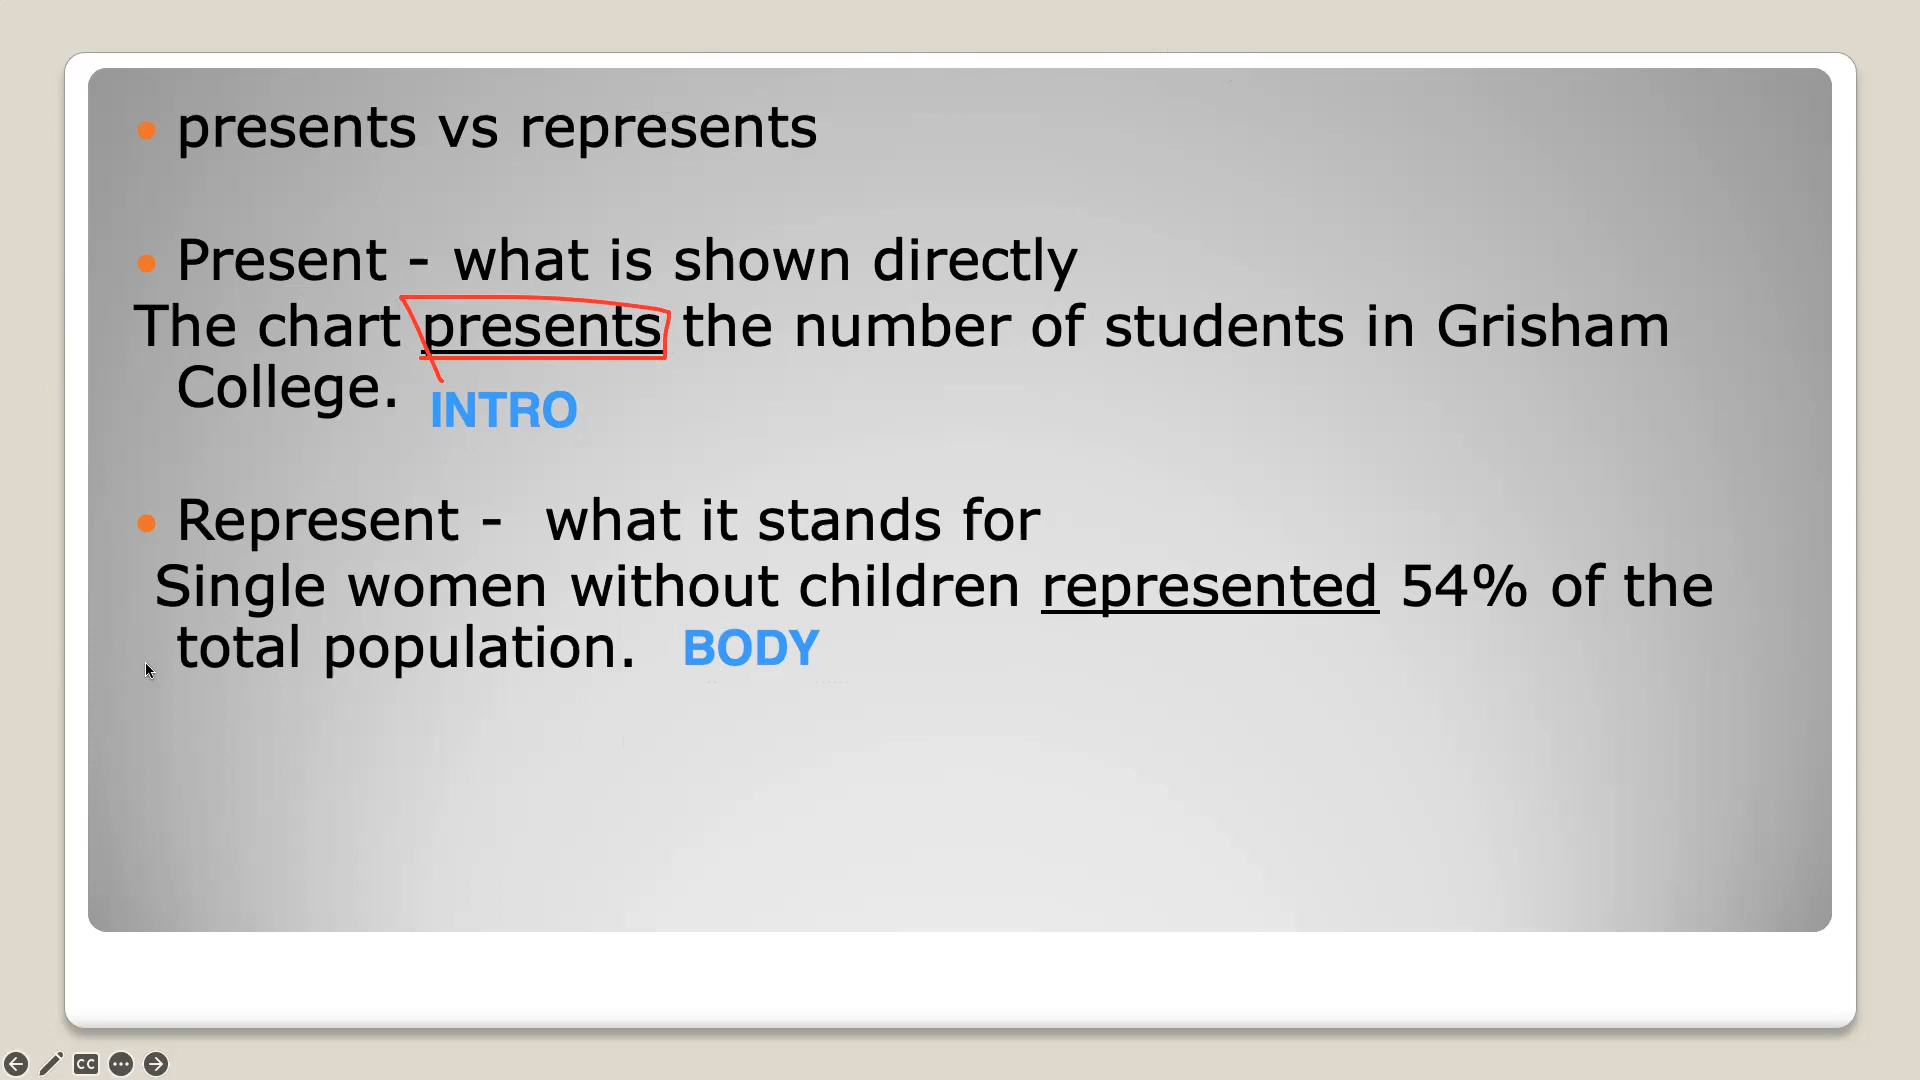 presents vs represents
Present - what is shown directly
The chart presents the number of students in Grisham
College.
INTRO
Represent - what it stands for
Single women without children represented 54% of the
total population.
BODY
CC